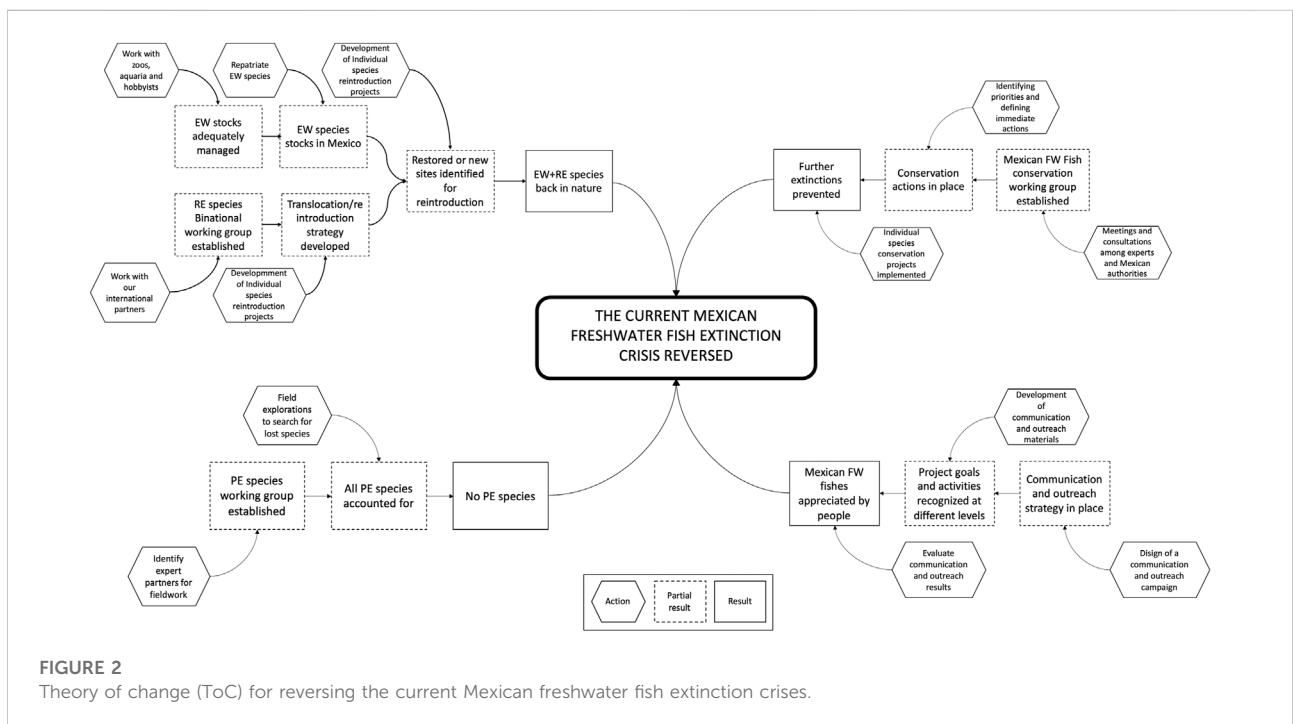 Work with
zoos,
aquaria and
hobbyists
Repatriate
EW species
Development
of Individual
species
reintroduction
projects
EW stocks
adequately
managed
EW species
stocks in Mexico
Restored or new
sites identified
for
reintroduction
EW+RE species
back in nature
RE species
Binational
working group
established
Translocation/re
introduction
strategy
developed
Work with
our
international
partners
Developmment
of Individual
species
reintroduction
projects
Identifying
priorities and
defining
immediate
actions
Further
extinctions
prevented
Conservation
actions in place
Mexican FW Fish
conservation
working group
established
Individual
species
conservation
projects
implemented
Meetings and
consultations
among experts
and Mexican
authorities
THE CURRENT MEXICAN
FRESHWATER FISH EXTINCTION
CRISIS REVERSED
Field
explorations
to search for
lost species
PE species
working group
established
All PE species
accounted for
No PE species
Identify
expert
partners for
fieldwork
Development
of
communication
and outreach
materials
Mexican FW
fishes
appreciated by
people
Project goals
and activities
recognized at
different levels
Communication
and outreach
strategy in place
Evaluate
communication
and outreach
results
Disign of a
communication
and outreach
campaign
Action
Partial
result
Result
FIGURE 2
Theory of change (ToC) for reversing the current Mexican freshwater fish extinction crises.